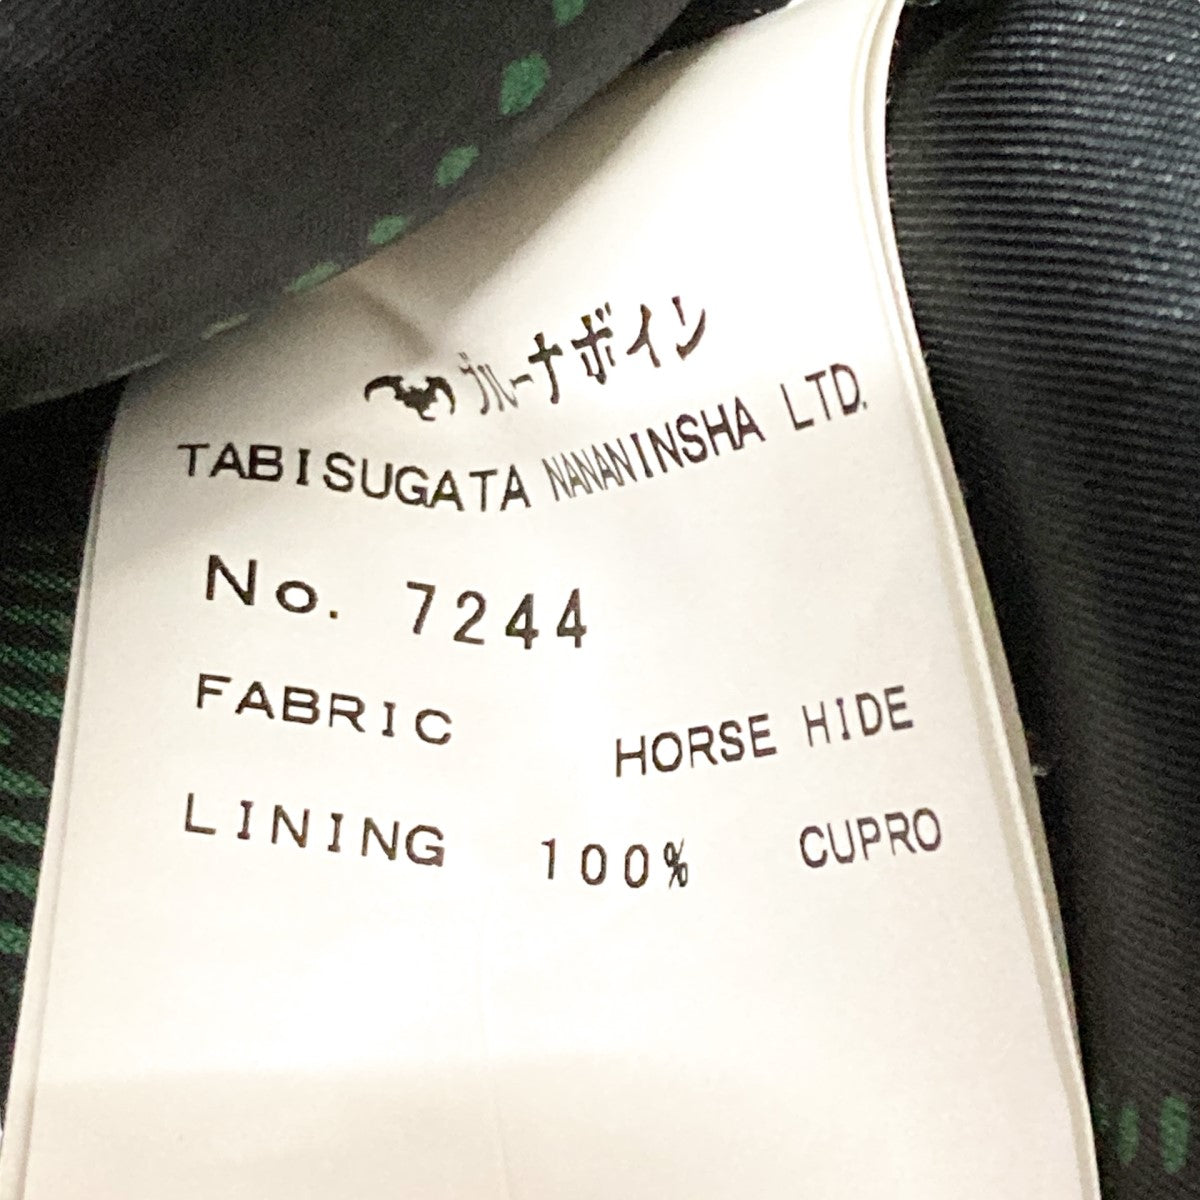 ブルーナボイン
TABISUGATA NANANINSHA LTD.
No. 7244
FABRIC HORSE HIDE
LINING 100% CUPRO